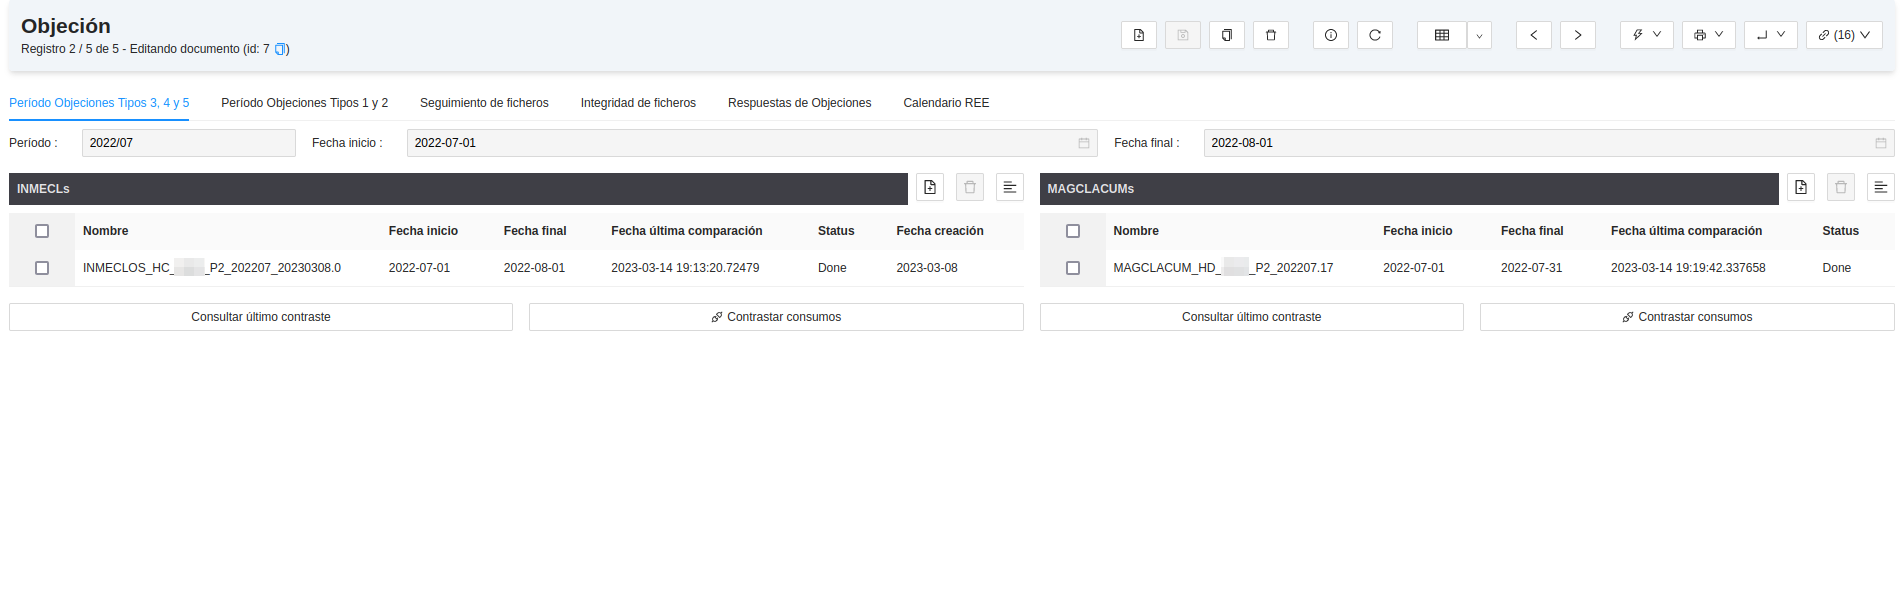 Objeción
Registro 2 / 5 de 5 - Editando documento (id: 7 )
(16)
Período Objeciones Tipos 3, 4 y 5 Período Objeciones Tipos 1 y 2 Seguimiento de ficheros Integridad de ficheros Respuestas de Objeciones Calendario REE
Período : 2022/07 Fecha inicio : 2022-07-01 Fecha final : 2022-08-01
INMECLs
Nombre Fecha inicio Fecha final Fecha última comparación Status Fecha creación
INMECLOS_HC_ _P2_202207_20230308.0 2022-07-01 2022-08-01 2023-03-14 19:13:20.72479 Done 2023-03-08
Consultar último contraste Contrastar consumos
MAGCLACUMs
Nombre Fecha inicio Fecha final Fecha última comparación Status
MAGCLACUM_HD_ _P2_202207.17 2022-07-01 2022-07-31 2023-03-14 19:19:42.337658 Done
Consultar último contraste Contrastar consumos